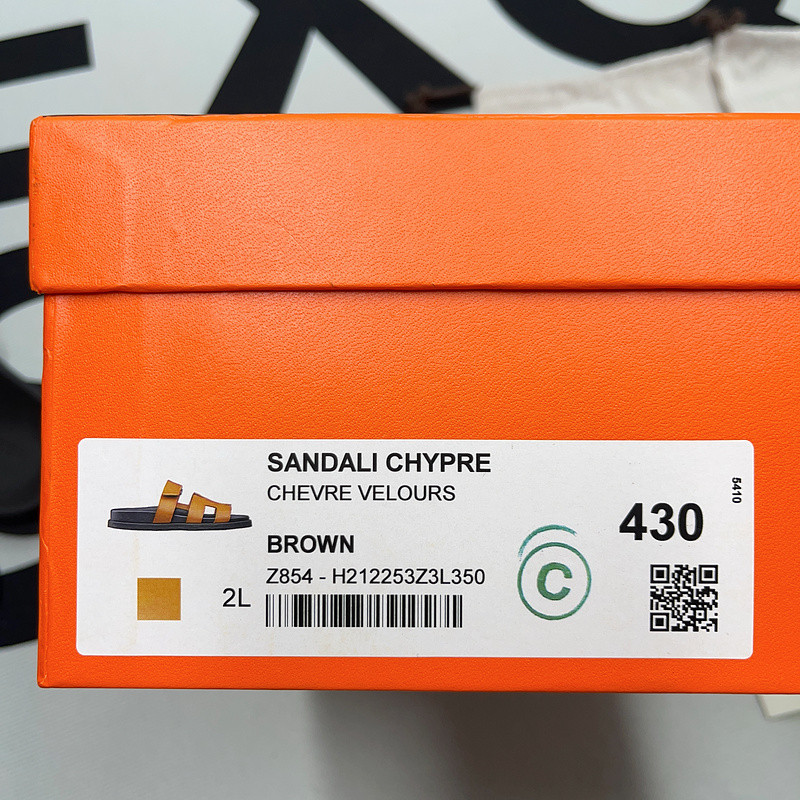 SANDALI CHYPRE
CHEVRE VELOURS
BROWN
Z854 - H212253Z3L350
2L
C
430
5410